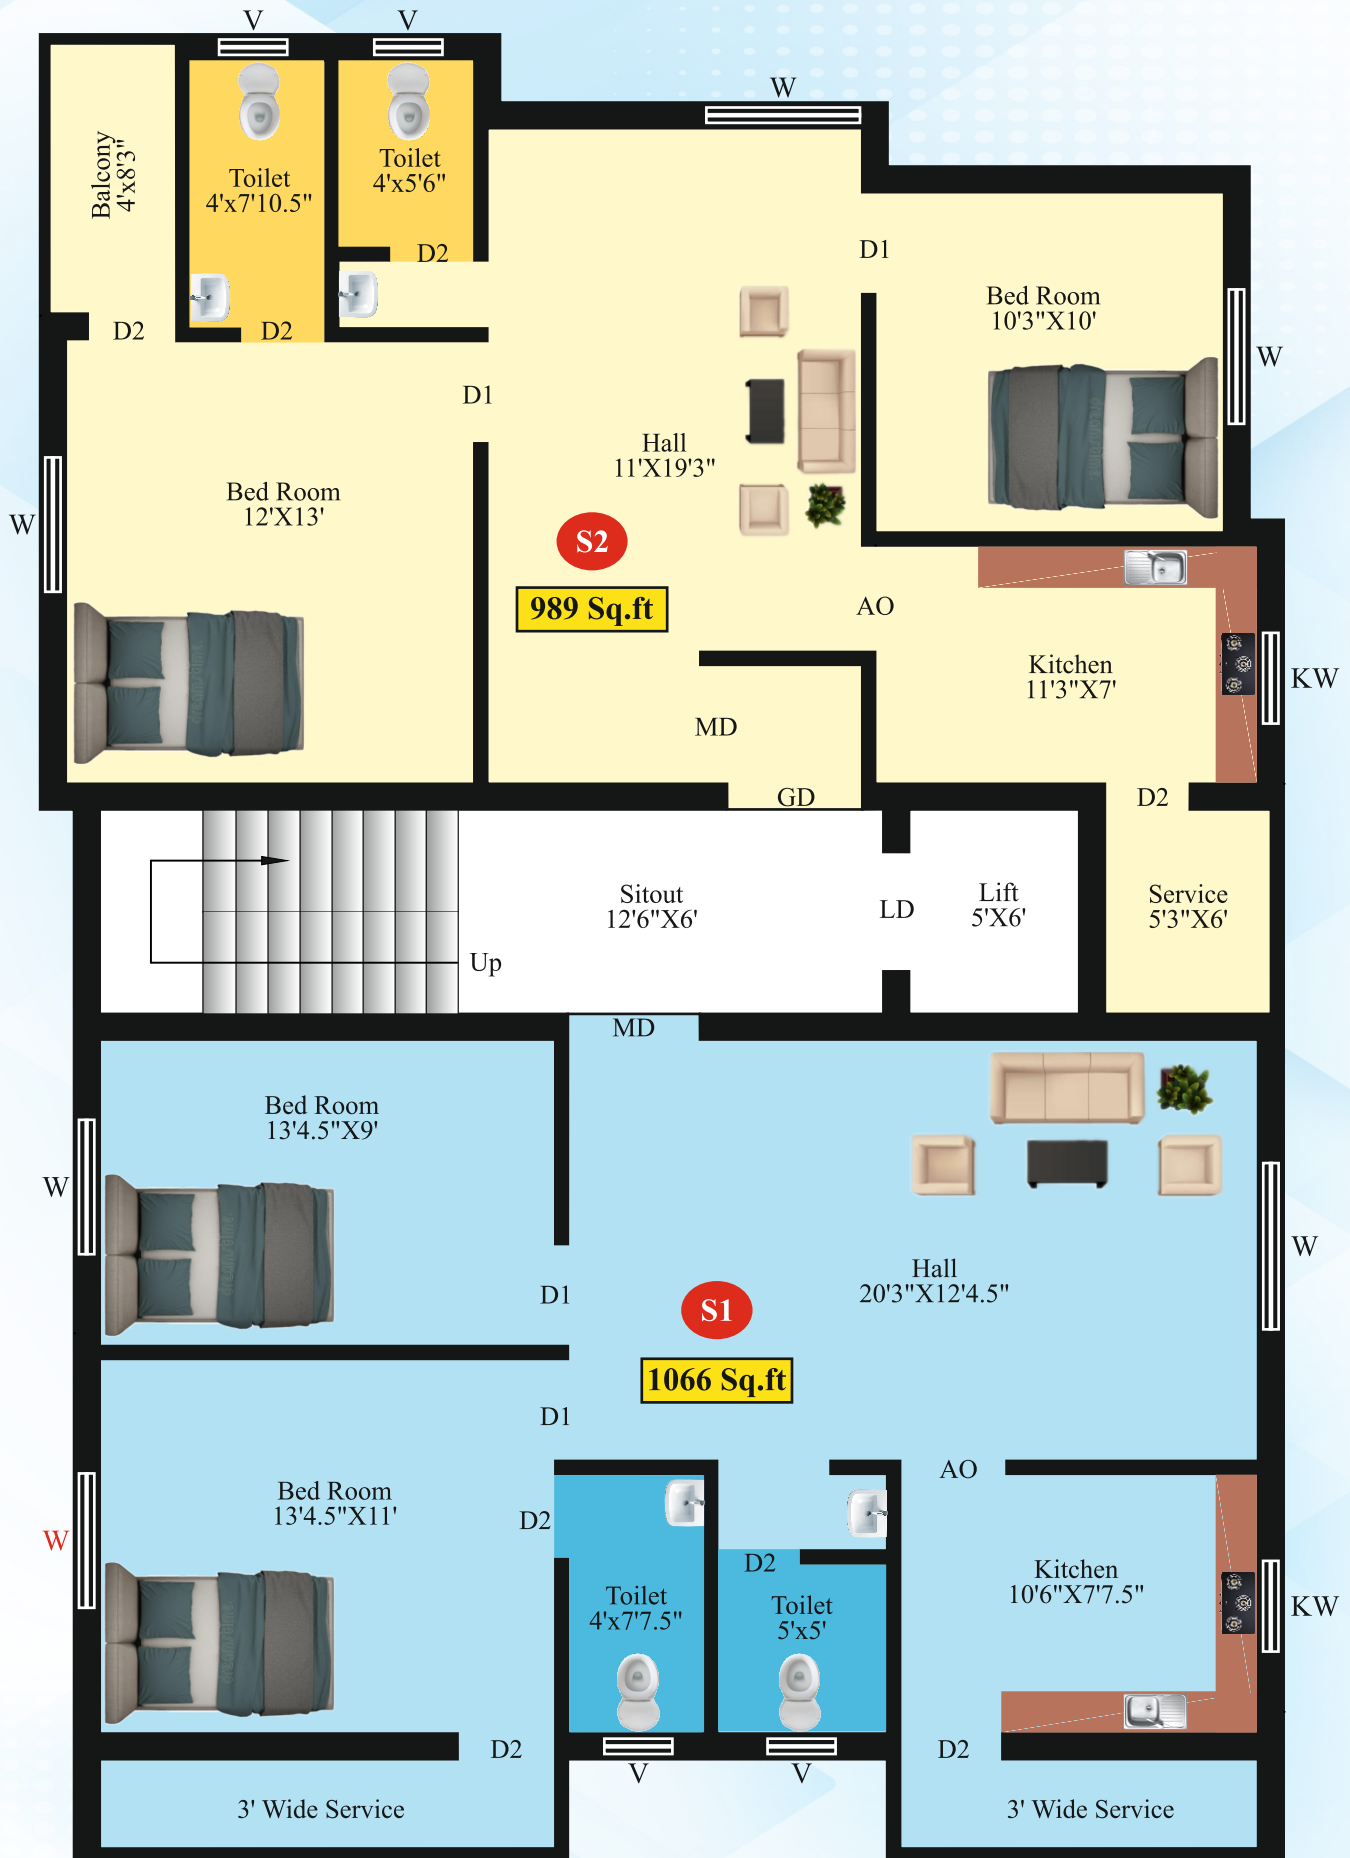 V
V
W
Balcony
4'x8'3"
Toilet
4'x7'10.5"
Toilet
4'x5'6"
D2
D1
Bed Room
10'3"X10'
D2
D2
W
D1
Hall
11'X19'3"
Bed Room
12'X13'
W
S2
989 Sq.ft
AO
Kitchen
11'3"X7'
KW
MD
GD
D2
Sitout
12'6"X6'
LD
Lift
5'X6'
Service
5'3"X6'
Up
MD
Bed Room
13'4.5"X9'
W
W
Hall
20'3"X12'4.5"
D1
S1
1066 Sq.ft
D1
AO
Bed Room
13'4.5"X11'
W
D2
D2
Kitchen
10'6"X7'7.5"
Toilet
4'x7'7.5"
Toilet
5'x5'
KW
D2
D2
V
V
3' Wide Service
3' Wide Service